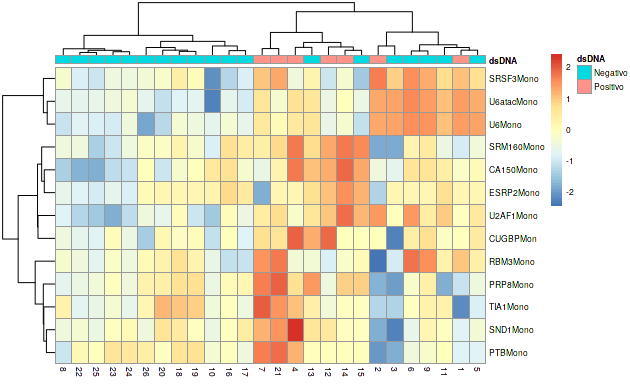 dsDNA
SRSF3Mono
U6atacMono
U6Mono
SRM160Mono
CA150Mono
ESRP2Mono
U2AF1Mono
CUGBPMon
RBM3Mono
PRP8Mono
TIA1Mono
SND1Mono
PTBMono
8 22 25 23 24 26 20 18 19 10 16 17 7 21 4 13 12 14 15 2 3 6 9 11 1 5
2
1
0
-1
-2
dsDNA
Negativo
Positivo